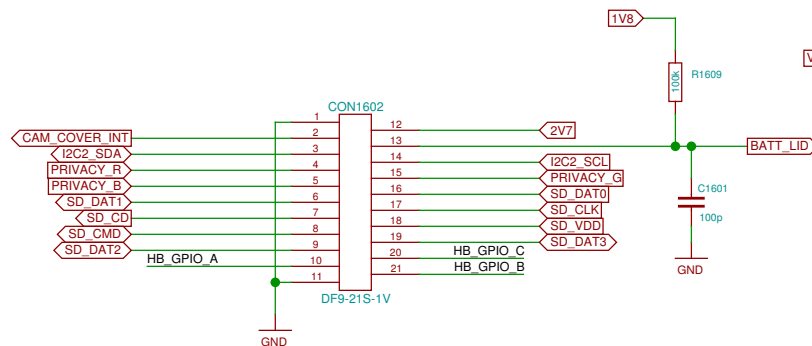 1V8
V
100k
R1609
CON1602
1
CAM_COVER_INT
2
12
2V7
I2C2_SDA
3
13
BATT_LID
PRIVACY_R
4
14
I2C2_SCL
PRIVACY_B
5
15
PRIVACY_G
SD_DAT1
6
16
SD_DAT0
C1601
SD_CD
7
17
SD_CLK
100p
SD_CMD
8
18
SD_VDD
SD_DAT2
9
19
SD_DAT3
HB_GPIO_A
10
20
HB_GPIO_C
11
21
HB_GPIO_B
GND
DF9-21S-1V
GND